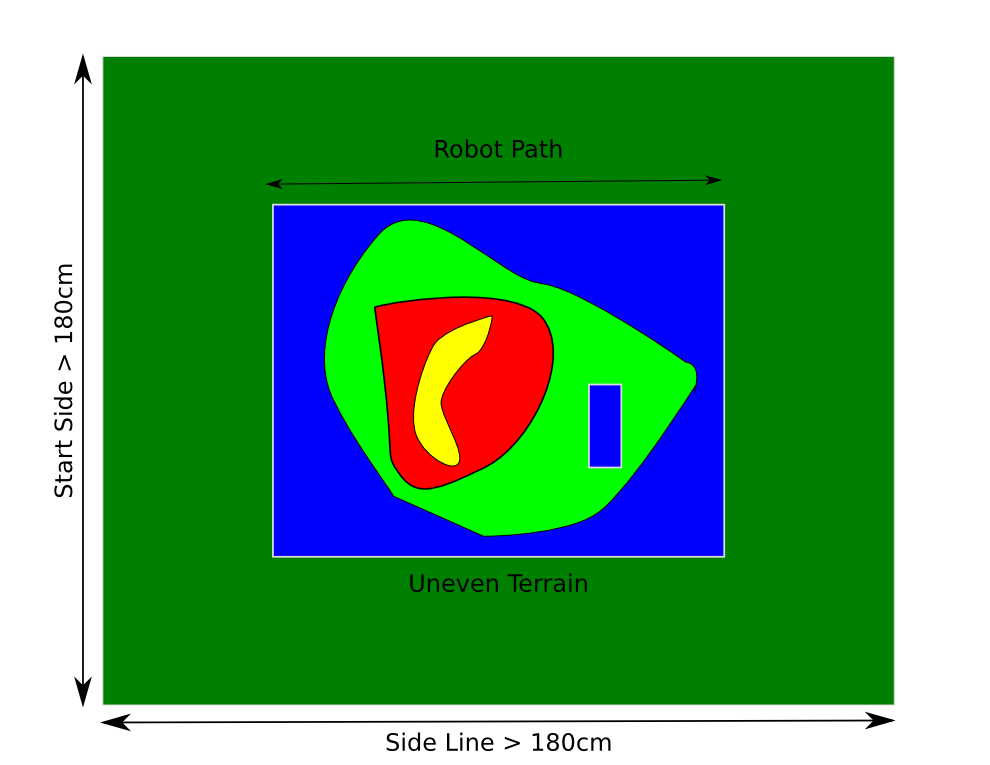 Robot Path
Start Side > 180cm
Uneven Terrain
Side Line > 180cm